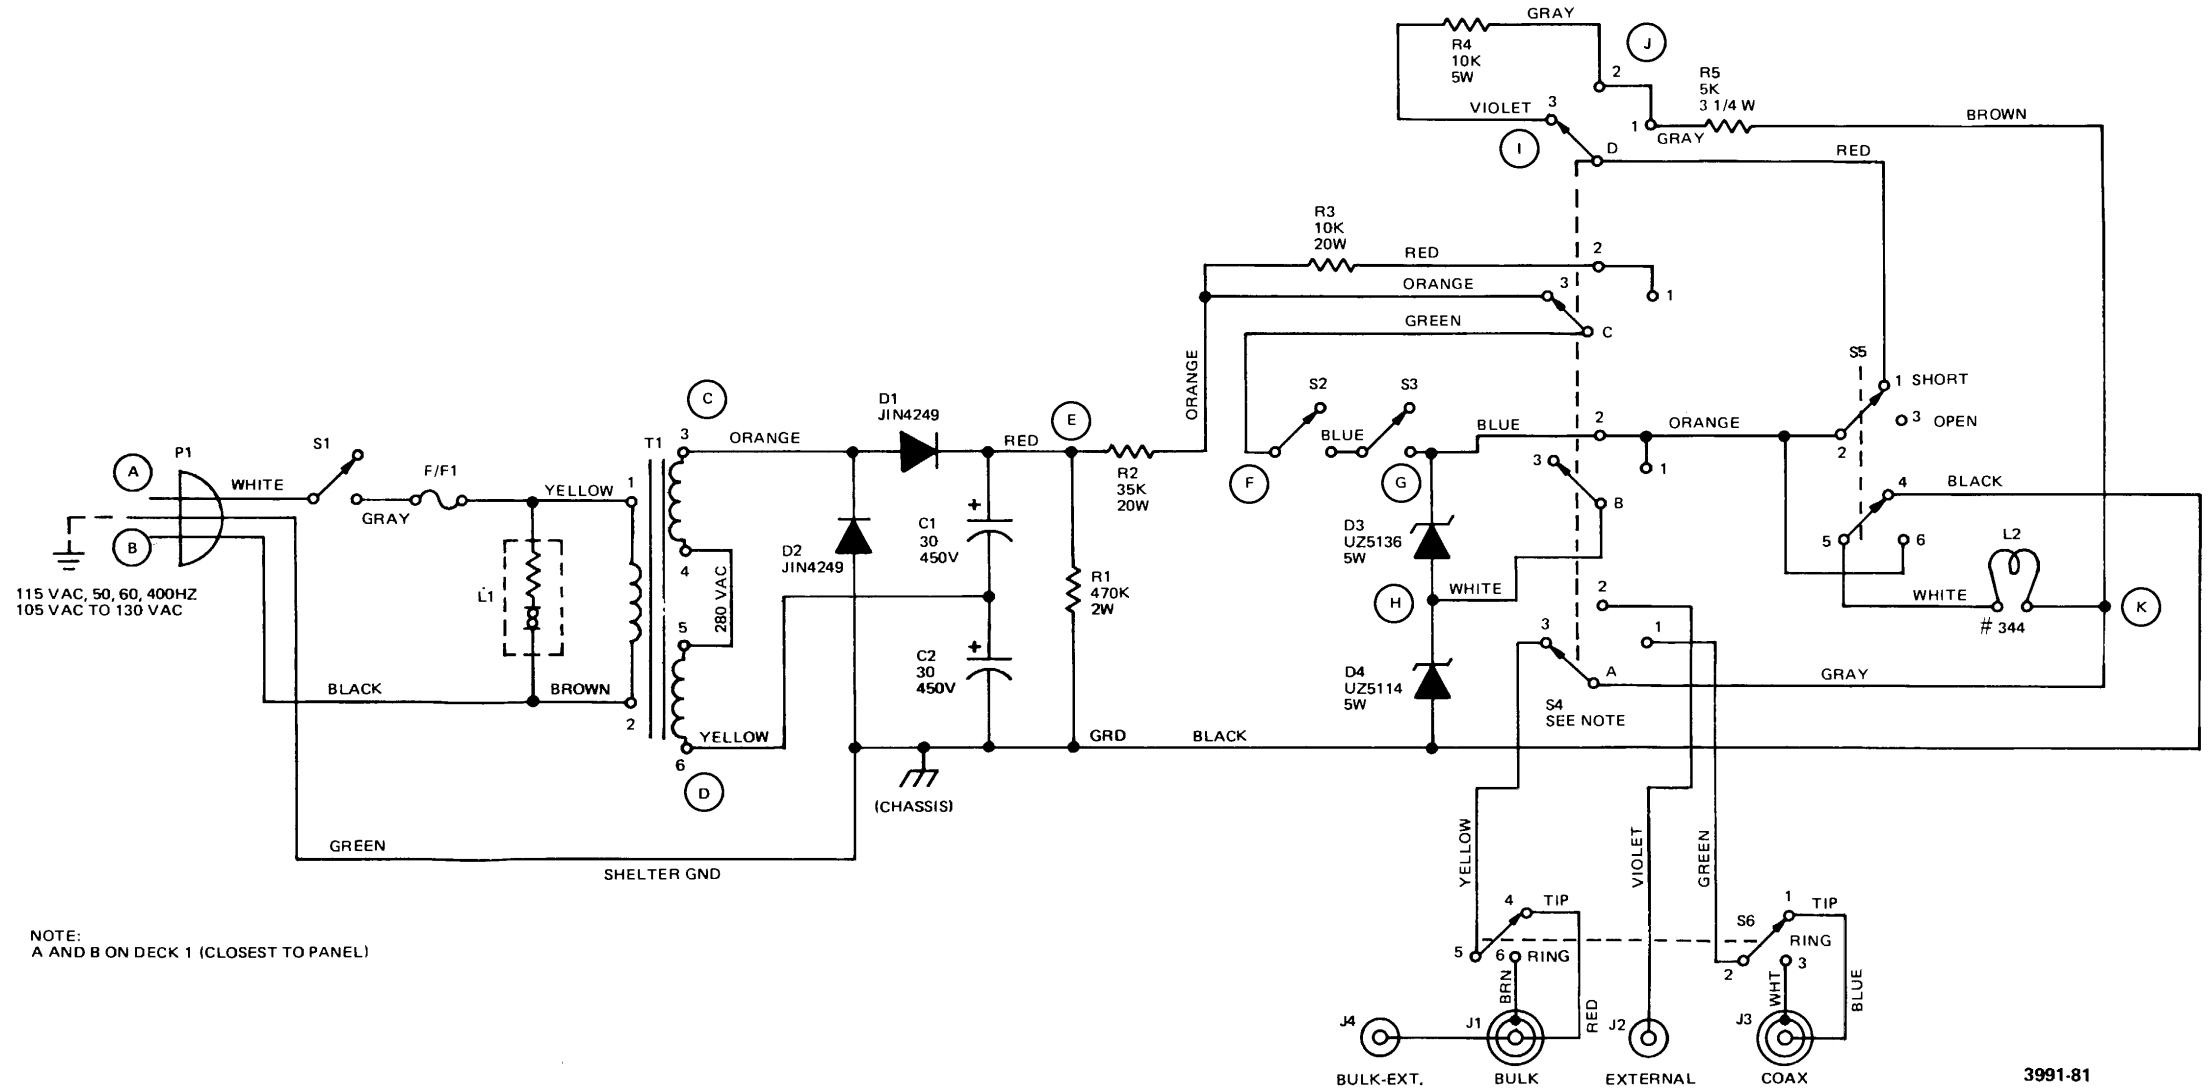 GRAY
J
R4
10K
5W
2
R5
5K
3 1/4 W
VIOLET
3
1
GRAY
BROWN
I
D
RED
R3
10K
20W
RED
2
ORANGE
3
1
GREEN
C
ORANGE
S5
1 SHORT
3 OPEN
S2
S3
2
BLUE
BLUE
ORANGE
2
3
1
F
G
B
4
BLACK
5
6
L2
WHITE
# 344
K
C
D1
JIN4249
E
P1
S1
T1
3
ORANGE
RED
A
WHITE
F/F1
YELLOW
1
GRAY
R2
35K
20W
B
115 VAC, 50, 60, 400HZ
105 VAC TO 130 VAC
L1
D2
JIN4249
+
C1
30
450V
4
280 VAC
5
R1
470K
2W
+
C2
30
450V
D3
UZ5136
5W
H
WHITE
2
3
1
D4
UZ5114
5W
A
GRAY
S4
SEE NOTE
BLACK
BROWN
2
YELLOW
6
D
GRD
BLACK
(CHASSIS)
GREEN
SHELTER GND
YELLOW
VIOLET
GREEN
4
TIP
5
6
RING
BRN
RED
S6
1
TIP
RING
2
3
WHT
BLUE
J4
J1
J2
J3
BULK-EXT.
BULK
EXTERNAL
COAX
NOTE:
A AND B ON DECK 1 (CLOSEST TO PANEL)
3991-81